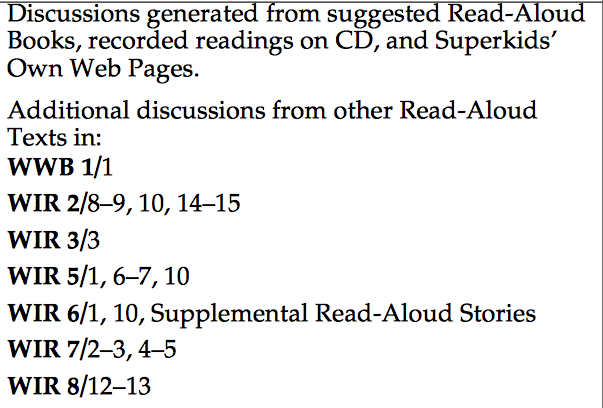 Discussions generated from suggested Read-Aloud
Books, recorded readings on CD, and Superkids’
Own Web Pages.
Additional discussions from other Read-Aloud
Texts in:
WWB 1/1
WIR 2/8–9, 10, 14–15
WIR 3/3
WIR 5/1, 6–7, 10
WIR 6/1, 10, Supplemental Read-Aloud Stories
WIR 7/2–3, 4–5
WIR 8/12–13